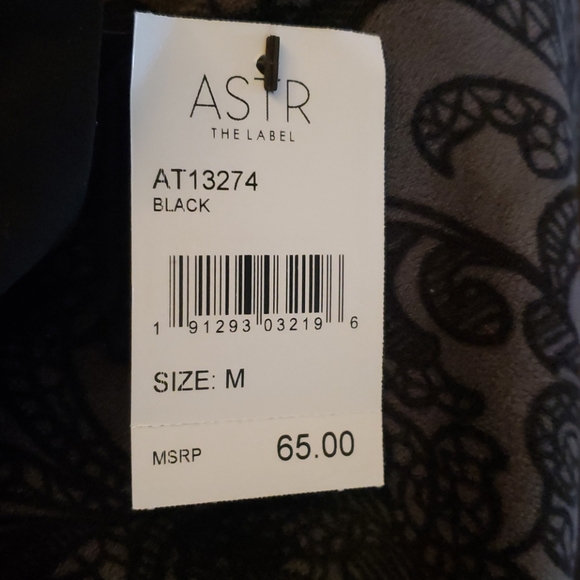 ASTR
THE LABEL
AT13274
BLACK
1 91293 03219 6
SIZE: M
MSRP 65.00